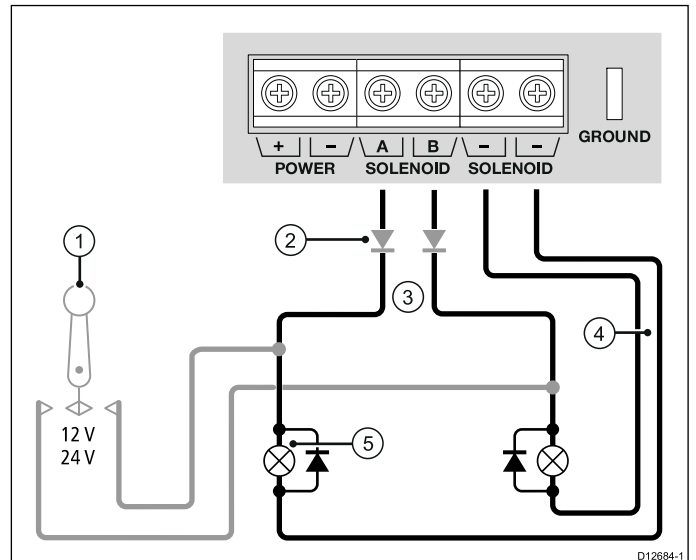 + − A B − −
POWER SOLENOID SOLENOID
GROUND
1
2
3
4
5
12 V
24 V
D12684-1